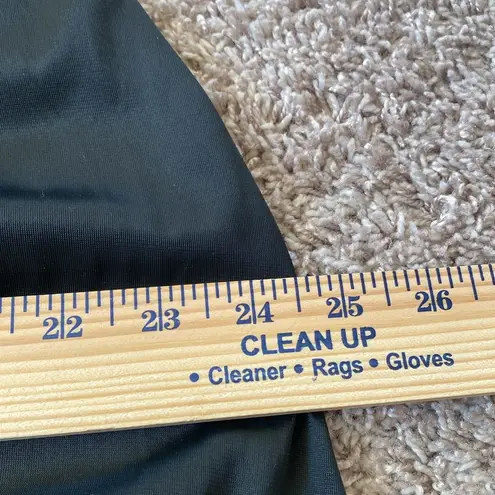 22 23 24 25 26
CLEAN UP
• Cleaner • Rags • Gloves